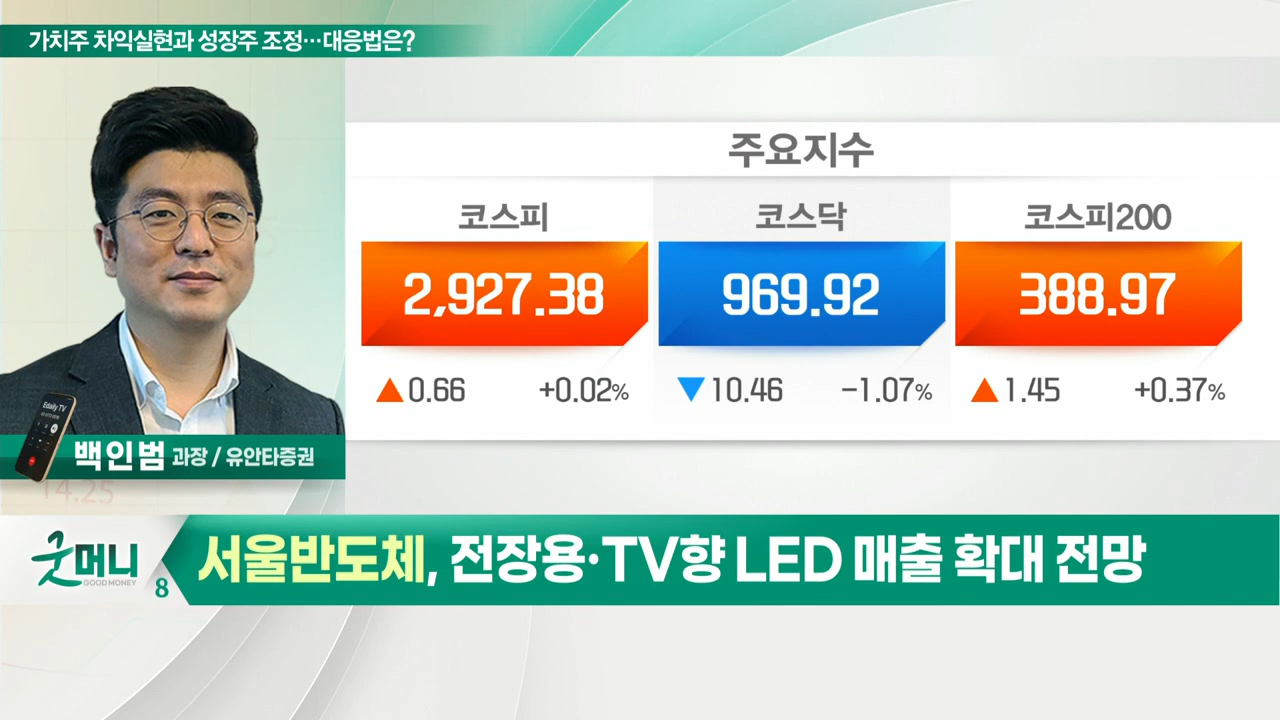 가치주 차익실현과 성장주 조정…대응법은?
주요지수
코스피
2,927.38
▲0.66 +0.02%
코스닥
969.92
▼10.46 -1.07%
코스피200
388.97
▲1.45 +0.37%
Edaily TV
백인범 과장 / 유안타증권
14.25
굿머니
GOOD MONEY
8
서울반도체, 전장용·TV향 LED 매출 확대 전망